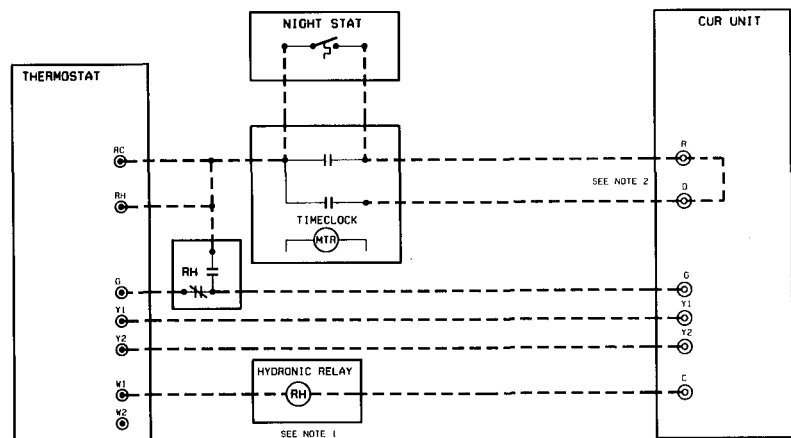 NIGHT STAT
CUR UNIT
THERMOSTAT
RC
R
SEE NOTE 2
RH
O
TIMECLOCK
MTR
RH
G
G
Y1
Y1
Y2
Y2
HYDRONIC RELAY
W1
RH
C
W2
SEE NOTE 1